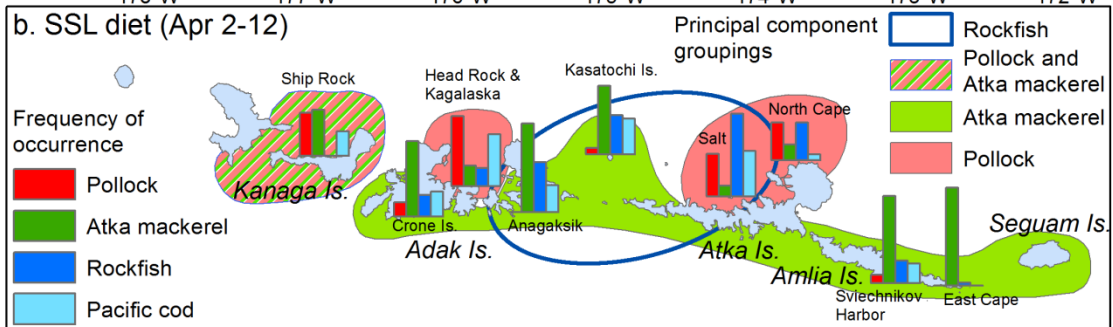 b. SSL diet (Apr 2-12)
Principal component
groupings
Rockfish
Pollock and
Atka mackerel
Atka mackerel
Pollock
Frequency of
occurrence
Pollock
Atka mackerel
Rockfish
Pacific cod
Ship Rock
Kanaga Is.
Head Rock &
Kagalaska
Crone Is.
Adak Is.
Anagaksik
Kasatochi Is.
Salt
North Cape
Atka Is.
Amlia Is.
Sviechnikov
Harbor
East Cape
Seguam Is.